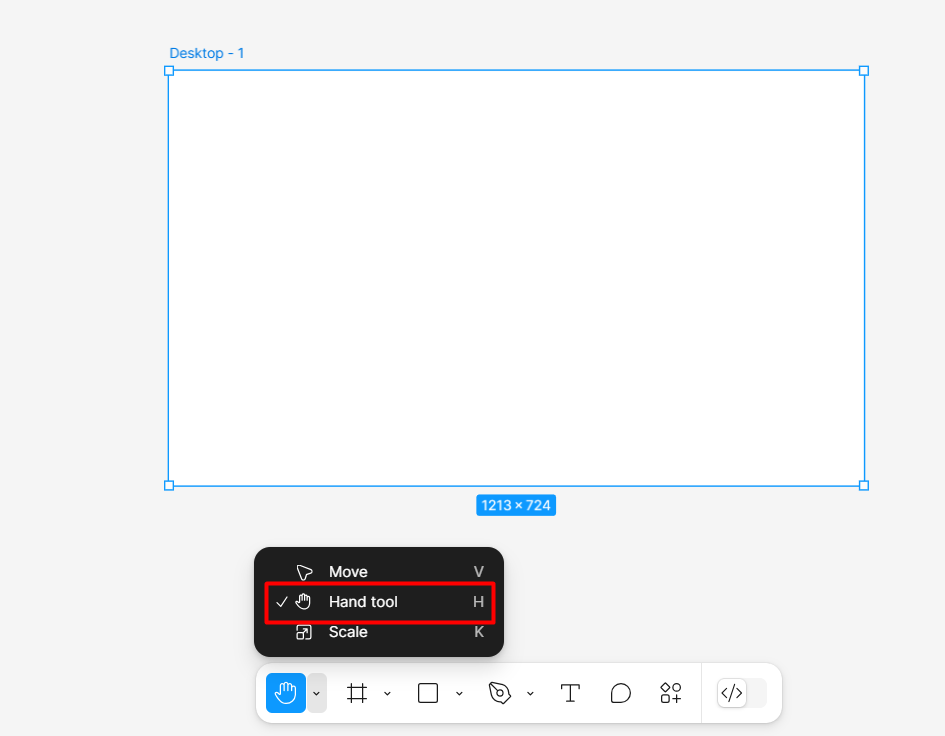 Desktop - 1
1213 × 724
Move V
Hand tool H
Scale K